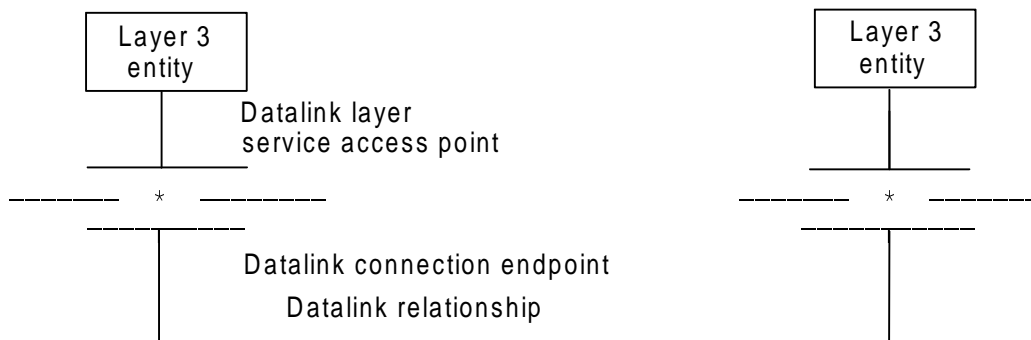 Layer 3
entity
Layer 3
entity
Datalink layer
service access point
*
*
Datalink connection endpoint
Datalink relationship